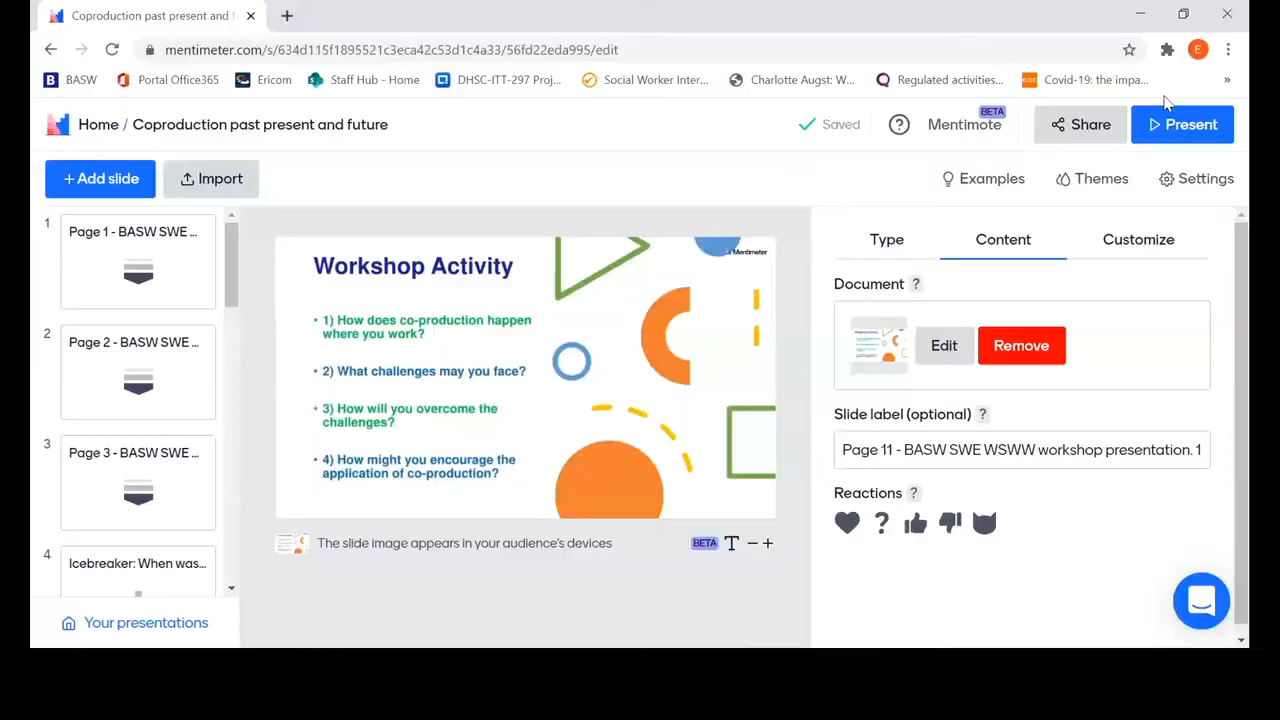 Coproduction past present and f
mentimeter.com/s/634d115f1895521c3eca42c53d1c4a33/56fd22eda995/edit
E
BASW
Portal Office365
Ericom
Staff Hub - Home
DHSC-ITT-297 Proj...
Social Worker Inter...
Charlotte Augst: W...
Regulated activities...
Covid-19: the impa...
»
Home / Coproduction past present and future
Saved
?
Mentimote
BETA
Share
Present
+ Add slide
Import
Examples
Themes
Settings
1
Page 1 - BASW SWE ...
2
Page 2 - BASW SWE ...
3
Page 3 - BASW SWE ...
4
Icebreaker: When was...
Your presentations
Mentimeter
Workshop Activity
• 1) How does co-production happen
where you work?
• 2) What challenges may you face?
• 3) How will you overcome the
challenges?
• 4) How might you encourage the
application of co-production?
The slide image appears in your audience's devices
BETA
T − +
Type
Content
Customize
Document ?
Edit
Remove
Slide label (optional) ?
Page 11 - BASW SWE WSWW workshop presentation. 1
Reactions ?
?